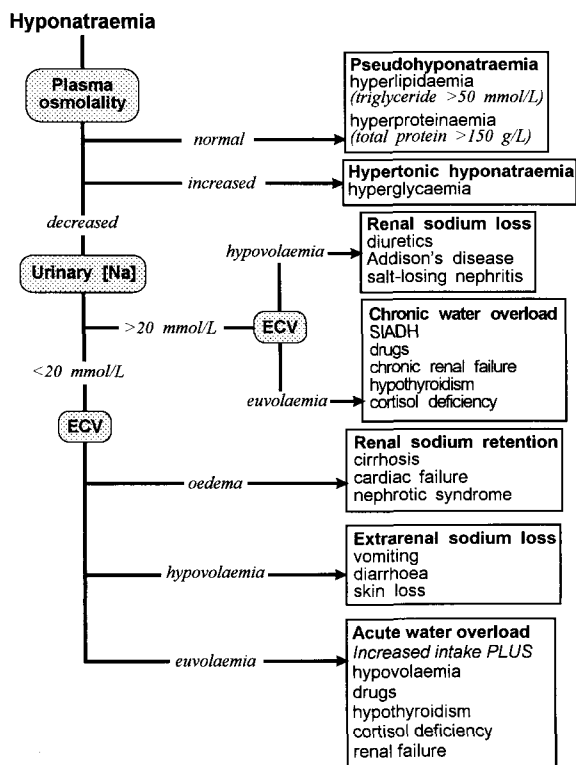 Hyponatraemia
Plasma
osmolality
Pseudohyponatraemia
hyperlipidaemia
(triglyceride >50 mmol/L)
hyperproteinaemia
(total protein >150 g/L)
normal
Hypertonic hyponatraemia
hyperglycaemia
increased
decreased
Renal sodium loss
diuretics
Addison's disease
salt-losing nephritis
hypovolaemia
Urinary [Na]
>20 mmol/L
ECV
Chronic water overload
SIADH
drugs
chronic renal failure
hypothyroidism
cortisol deficiency
euvolaemia
<20 mmol/L
ECV
Renal sodium retention
cirrhosis
cardiac failure
nephrotic syndrome
oedema
Extrarenal sodium loss
vomiting
diarrhoea
skin loss
hypovolaemia
Acute water overload
Increased intake PLUS
hypovolaemia
drugs
hypothyroidism
cortisol deficiency
renal failure
euvolaemia